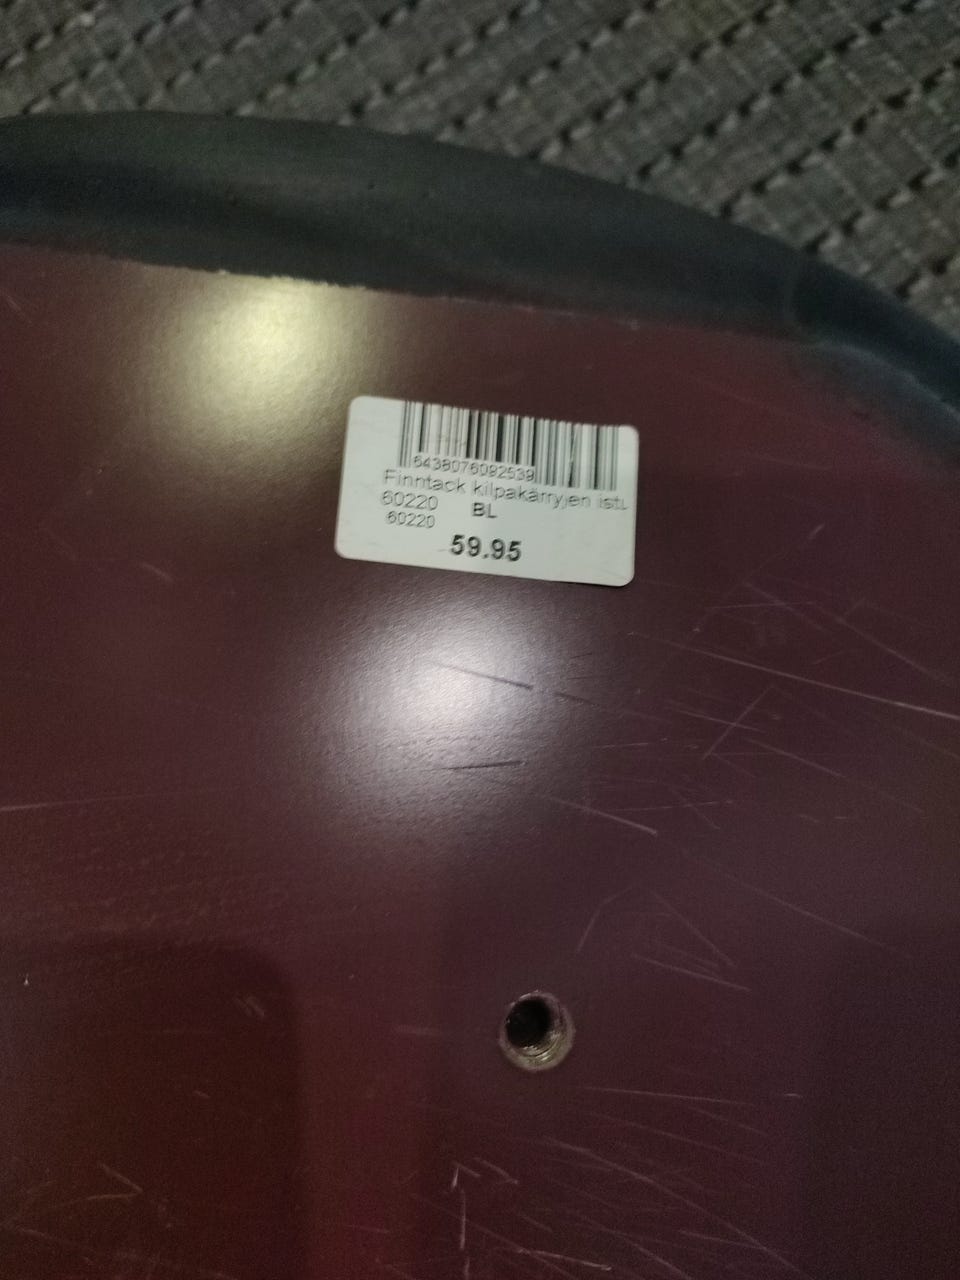 6438076092539
Finntack kilpakärryjen istu
60220 BL
60220
59.95